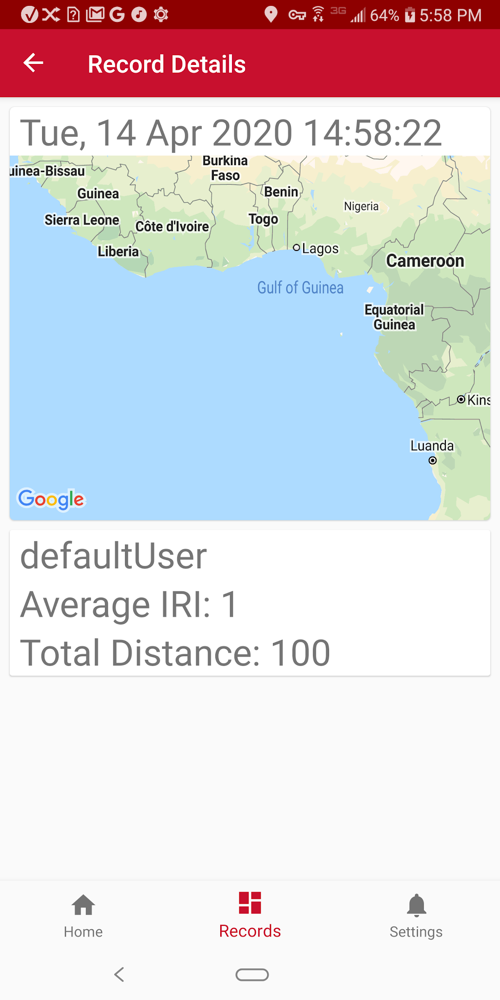 3G 64% 5:58 PM
Record Details
Tue, 14 Apr 2020 14:58:22
Burkina
Faso
uinea-Bissau
Guinea
Benin
Nigeria
Sierra Leone
Côte d'Ivoire
Togo
Liberia
Lagos
Cameroon
Gulf of Guinea
Equatorial
Guinea
Kins
Luanda
Google
defaultUser
Average IRI: 1
Total Distance: 100
Home
Records
Settings